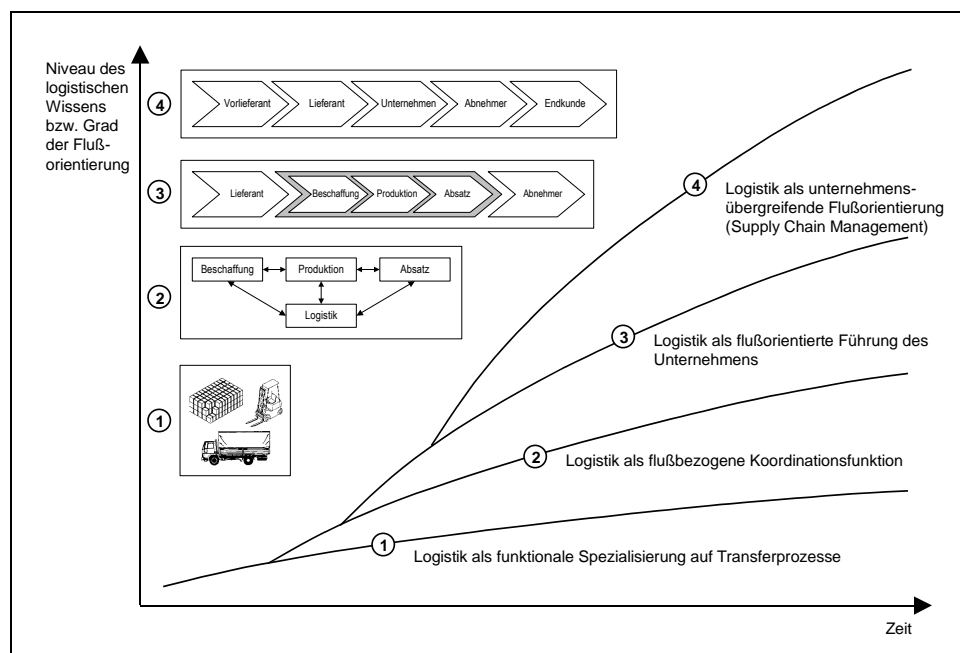 Niveau des
logistischen
Wissens
bzw. Grad
der Fluß-
orientierung
4
Vorlieferant
Lieferant
Unternehmen
Abnehmer
Endkunde
3
Lieferant
Beschaffung
Produktion
Absatz
Abnehmer
2
Beschaffung
Produktion
Absatz
Logistik
1
4
Logistik als unternehmens-
übergreifende Flußorientierung
(Supply Chain Management)
3
Logistik als flußorientierte Führung des
Unternehmens
2
Logistik als flußbezogene Koordinationsfunktion
1
Logistik als funktionale Spezialisierung auf Transferprozesse
Zeit